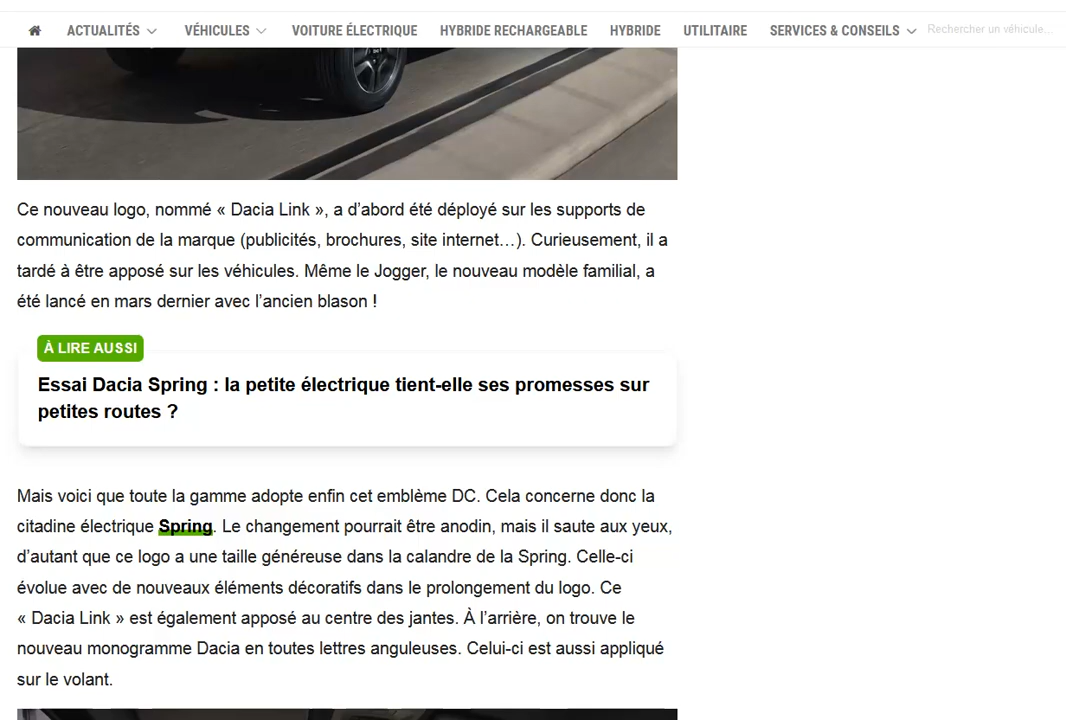 ACTUALITÉS
VÉHICULES
VOITURE ÉLECTRIQUE
HYBRIDE RECHARGEABLE
HYBRIDE
UTILITAIRE
SERVICES & CONSEILS
Rechercher un véhicule...
Ce nouveau logo, nommé « Dacia Link », a d’abord été déployé sur les supports de
communication de la marque (publicités, brochures, site internet…). Curieusement, il a
tardé à être apposé sur les véhicules. Même le Jogger, le nouveau modèle familial, a
été lancé en mars dernier avec l’ancien blason !
À LIRE AUSSI
Essai Dacia Spring : la petite électrique tient-elle ses promesses sur
petites routes ?
Mais voici que toute la gamme adopte enfin cet emblème DC. Cela concerne donc la
citadine électrique Spring. Le changement pourrait être anodin, mais il saute aux yeux,
d’autant que ce logo a une taille généreuse dans la calandre de la Spring. Celle-ci
évolue avec de nouveaux éléments décoratifs dans le prolongement du logo. Ce
« Dacia Link » est également apposé au centre des jantes. À l’arrière, on trouve le
nouveau monogramme Dacia en toutes lettres anguleuses. Celui-ci est aussi appliqué
sur le volant.